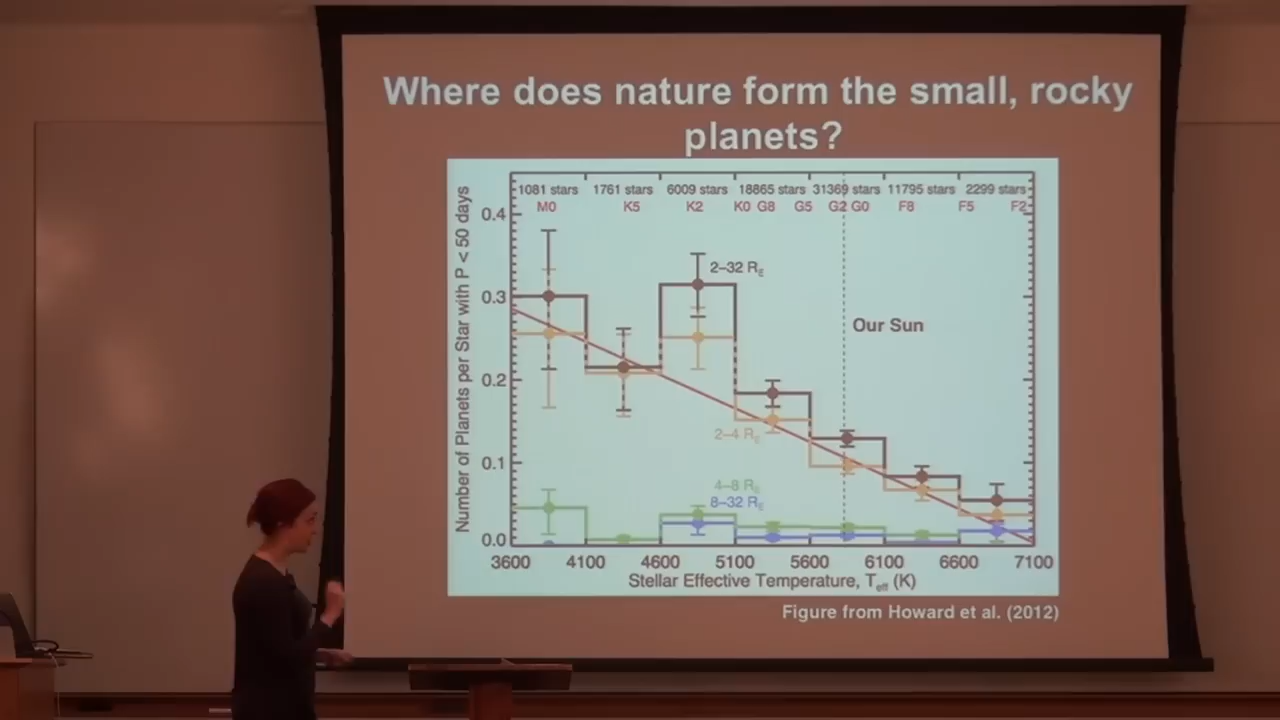 Where does nature form the small, rocky
planets?
1081 stars 1761 stars 6009 stars 18865 stars 31369 stars 11795 stars 2299 stars
M0 K5 K2 K0 G8 G5 G2 G0 F8 F5 F2
Number of Planets per Star with P < 50 days
0.4
0.3
0.2
0.1
0.0
2–32 RE
Our Sun
2–4 RE
4–8 RE
8–32 RE
3600 4100 4600 5100 5600 6100 6600 7100
Stellar Effective Temperature, Teff (K)
Figure from Howard et al. (2012)